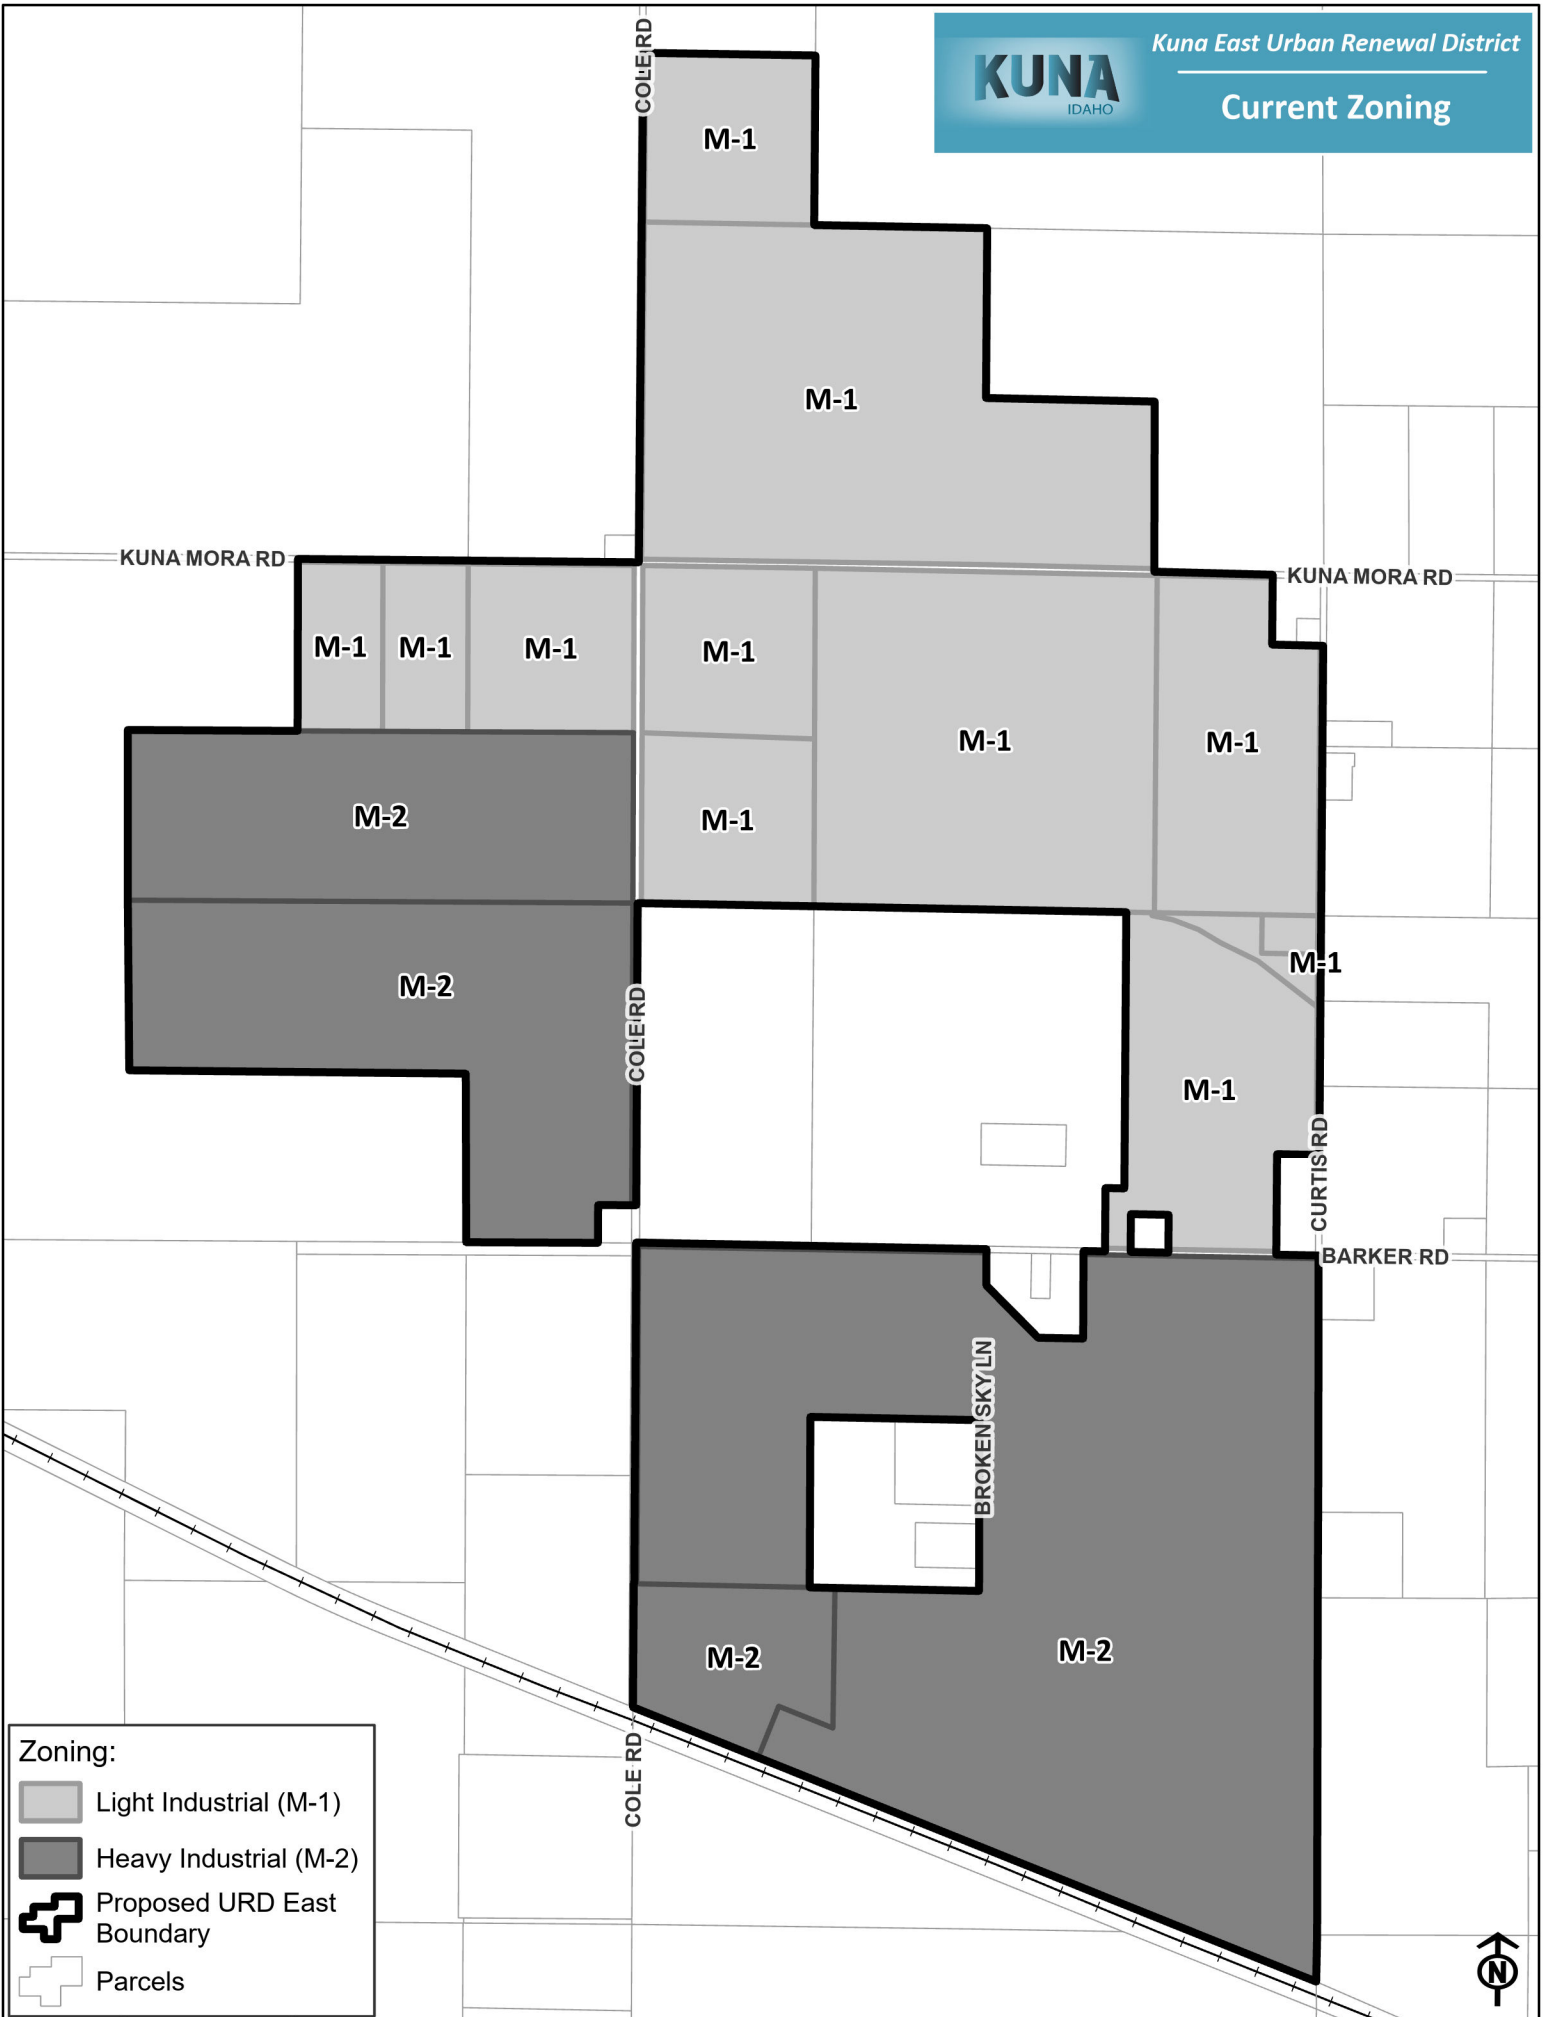 COLE RD
KUNA
IDAHO
Kuna East Urban Renewal District
Current Zoning
M-1
M-1
KUNA MORA RD
KUNA MORA RD
M-1
M-1
M-1
M-1
M-1
M-1
M-2
M-1
M-1
M-2
COLE RD
M-1
CURTIS RD
BARKER RD
BROKEN SKY LN
M-2
M-2
COLE RD
Zoning:
Light Industrial (M-1)
Heavy Industrial (M-2)
Proposed URD East
Boundary
Parcels
N